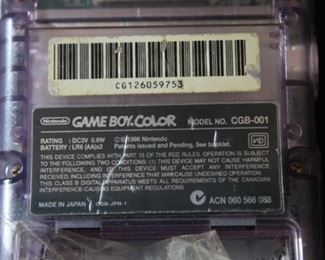 CG126059753
Nintendo GAME BOY COLOR MODEL NO. CGB-001
RATING : DC3V 0.6W ©1998 Nintendo
BATTERY : LR6 (AA)x2 Patents issued and Pending, See booklet.
THIS DEVICE COMPLIES WITH PART 15 OF THE FCC RULES. OPERATION IS SUBJECT
TO THE FOLLOWING TWO CONDITIONS: (1) THIS DEVICE MAY NOT CAUSE HARMFUL
INTERFERENCE, AND (2) THIS DEVICE MUST ACCEPT ANY INTERFERENCE
RECEIVED, INCLUDING INTERFERENCE THAT MAY CAUSE UNDESIRED OPERATION.
THIS CLASS B DIGITAL APPARATUS MEETS ALL REQUIREMENTS OF THE CANADIAN
INTERFERENCE-CAUSING EQUIPMENT REGULATIONS.
MADE IN JAPAN CGB-JPN-1 ACN 060 566 083